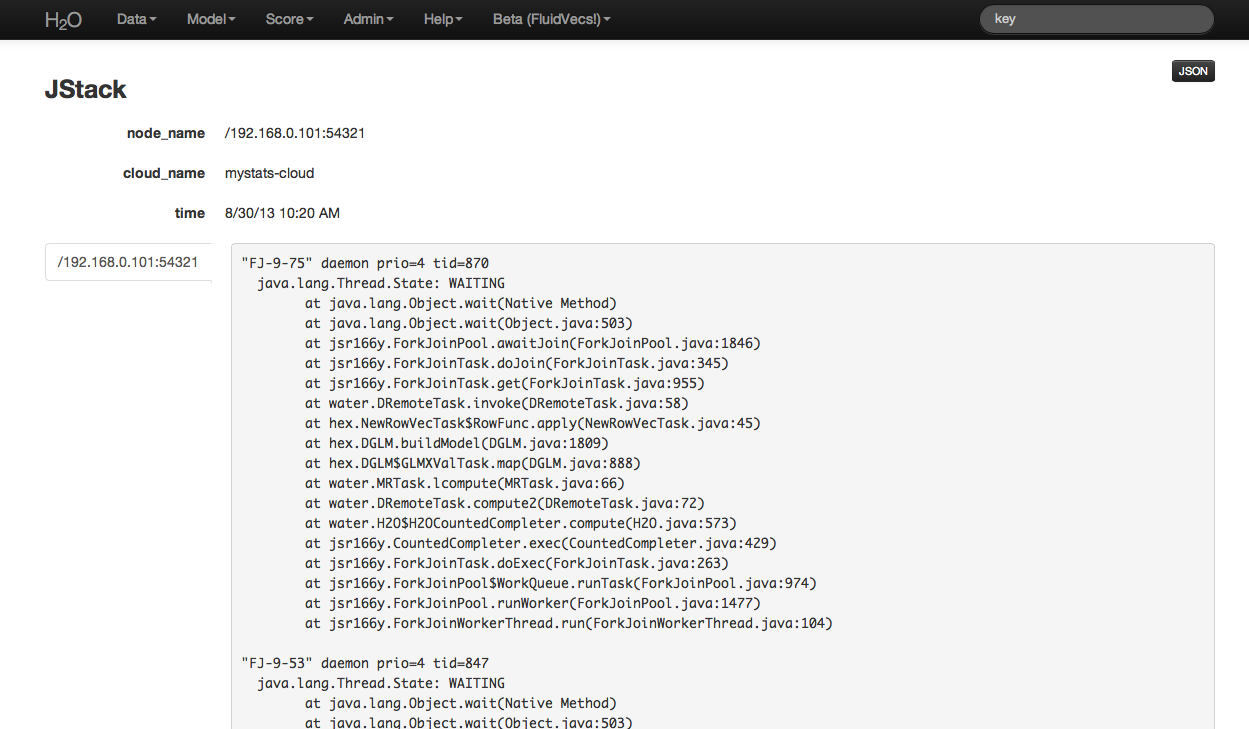 H2O Data Model Score Admin Help Beta (FluidVecs!) key
JSON
JStack
node_name /192.168.0.101:54321
cloud_name mystats-cloud
time 8/30/13 10:20 AM
/192.168.0.101:54321
"FJ-9-75" daemon prio=4 tid=870
java.lang.Thread.State: WAITING
at java.lang.Object.wait(Native Method)
at java.lang.Object.wait(Object.java:503)
at jsr166y.ForkJoinPool.awaitJoin(ForkJoinPool.java:1846)
at jsr166y.ForkJoinTask.doJoin(ForkJoinTask.java:345)
at jsr166y.ForkJoinTask.get(ForkJoinTask.java:955)
at water.DRemoteTask.invoke(DRemoteTask.java:58)
at hex.NewRowVecTask$RowFunc.apply(NewRowVecTask.java:45)
at hex.DGLM.buildModel(DGLM.java:1809)
at hex.DGLM$GLMXValTask.map(DGLM.java:888)
at water.MRTask.lcompute(MRTask.java:66)
at water.DRemoteTask.compute2(DRemoteTask.java:72)
at water.H2O$H2OCountedCompleter.compute(H2O.java:573)
at jsr166y.CountedCompleter.exec(CountedCompleter.java:429)
at jsr166y.ForkJoinTask.doExec(ForkJoinTask.java:263)
at jsr166y.ForkJoinPool$WorkQueue.runTask(ForkJoinPool.java:974)
at jsr166y.ForkJoinPool.runWorker(ForkJoinPool.java:1477)
at jsr166y.ForkJoinWorkerThread.run(ForkJoinWorkerThread.java:104)
"FJ-9-53" daemon prio=4 tid=847
java.lang.Thread.State: WAITING
at java.lang.Object.wait(Native Method)
at java.lang.Object.wait(Object.java:503)